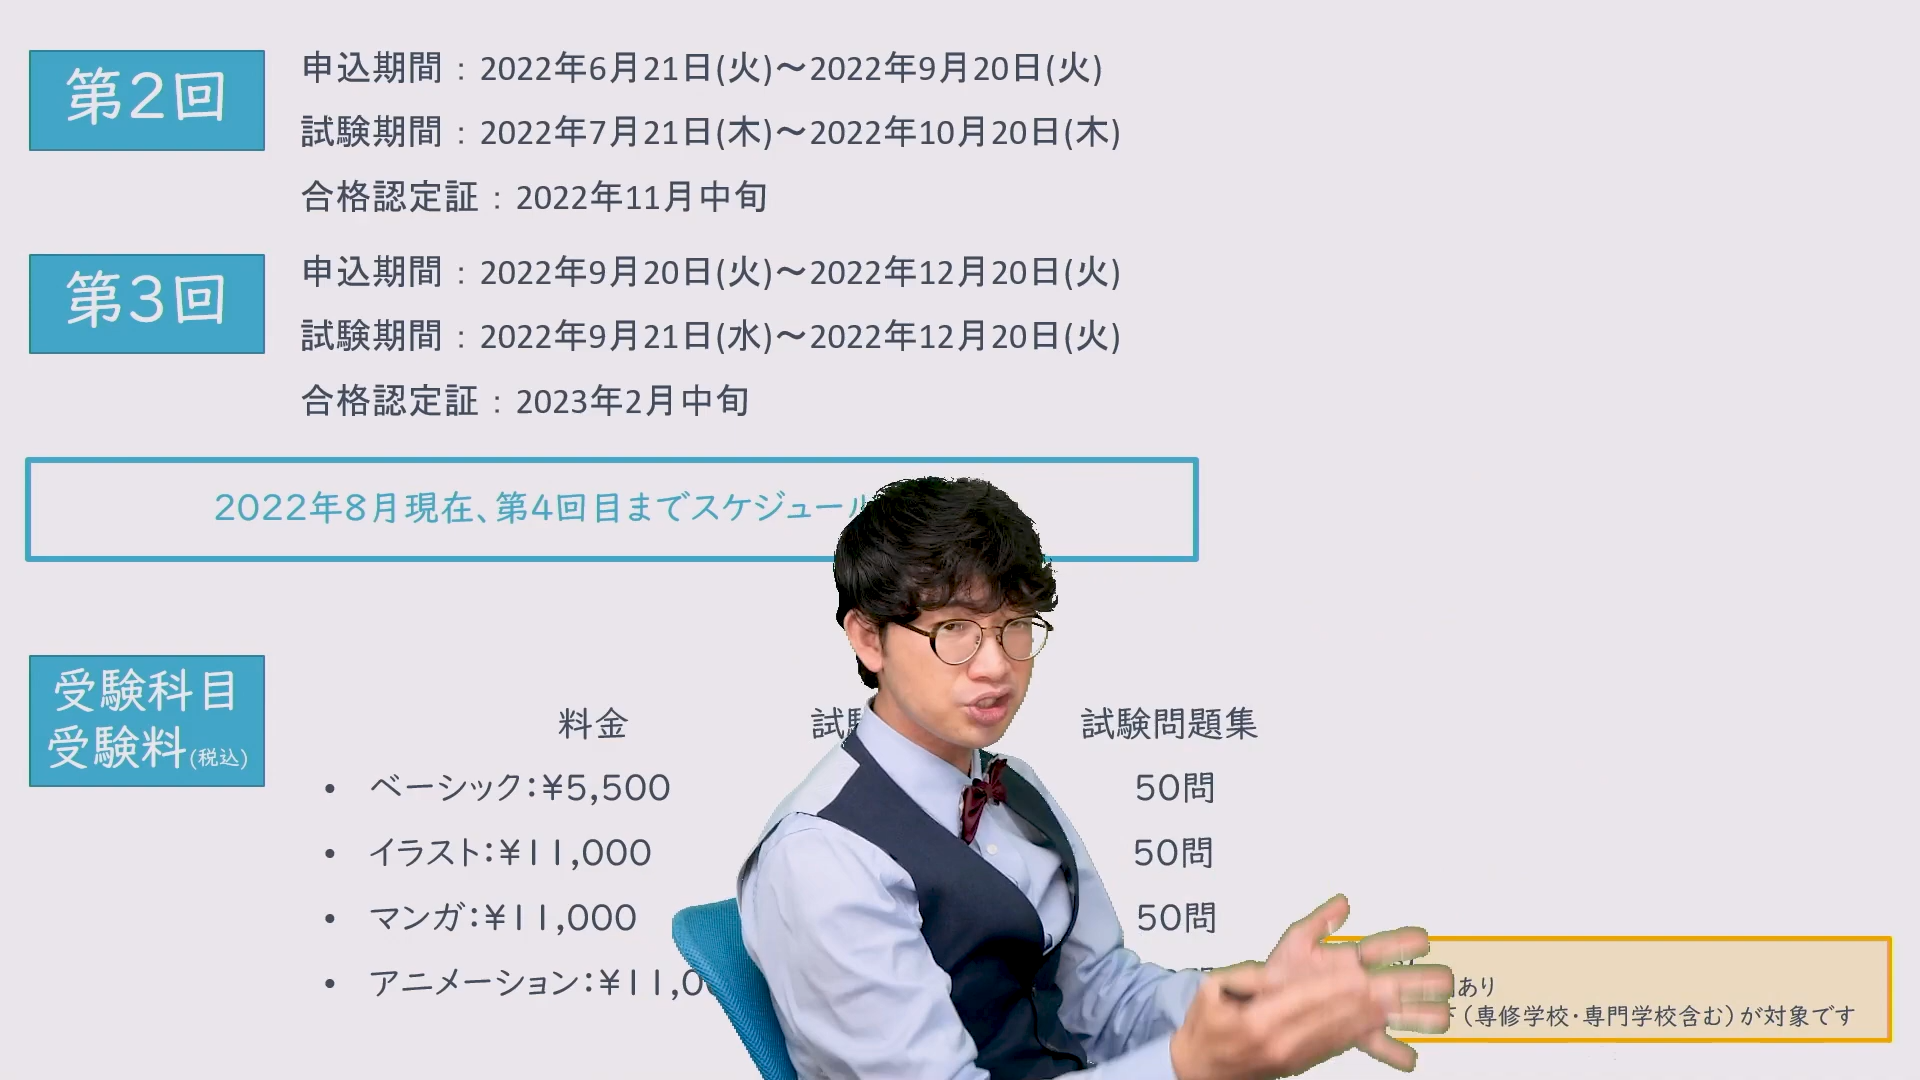 第2回
申込期間：2022年6月21日(火)～2022年9月20日(火)
試験期間：2022年7月21日(木)～2022年10月20日(木)
合格認定証：2022年11月中旬
第3回
申込期間：2022年9月20日(火)～2022年12月20日(火)
試験期間：2022年9月21日(水)～2022年12月20日(火)
合格認定証：2023年2月中旬
2022年8月現在、第4回目までスケジュール
受験科目
受験料(税込)
料金 試験 試験問題集
• ベーシック：¥5,500 50問
• イラスト：¥11,000 50問
• マンガ：¥11,000 50問
• アニメーション：¥11,0
あり
（専修学校・専門学校含む）が対象です